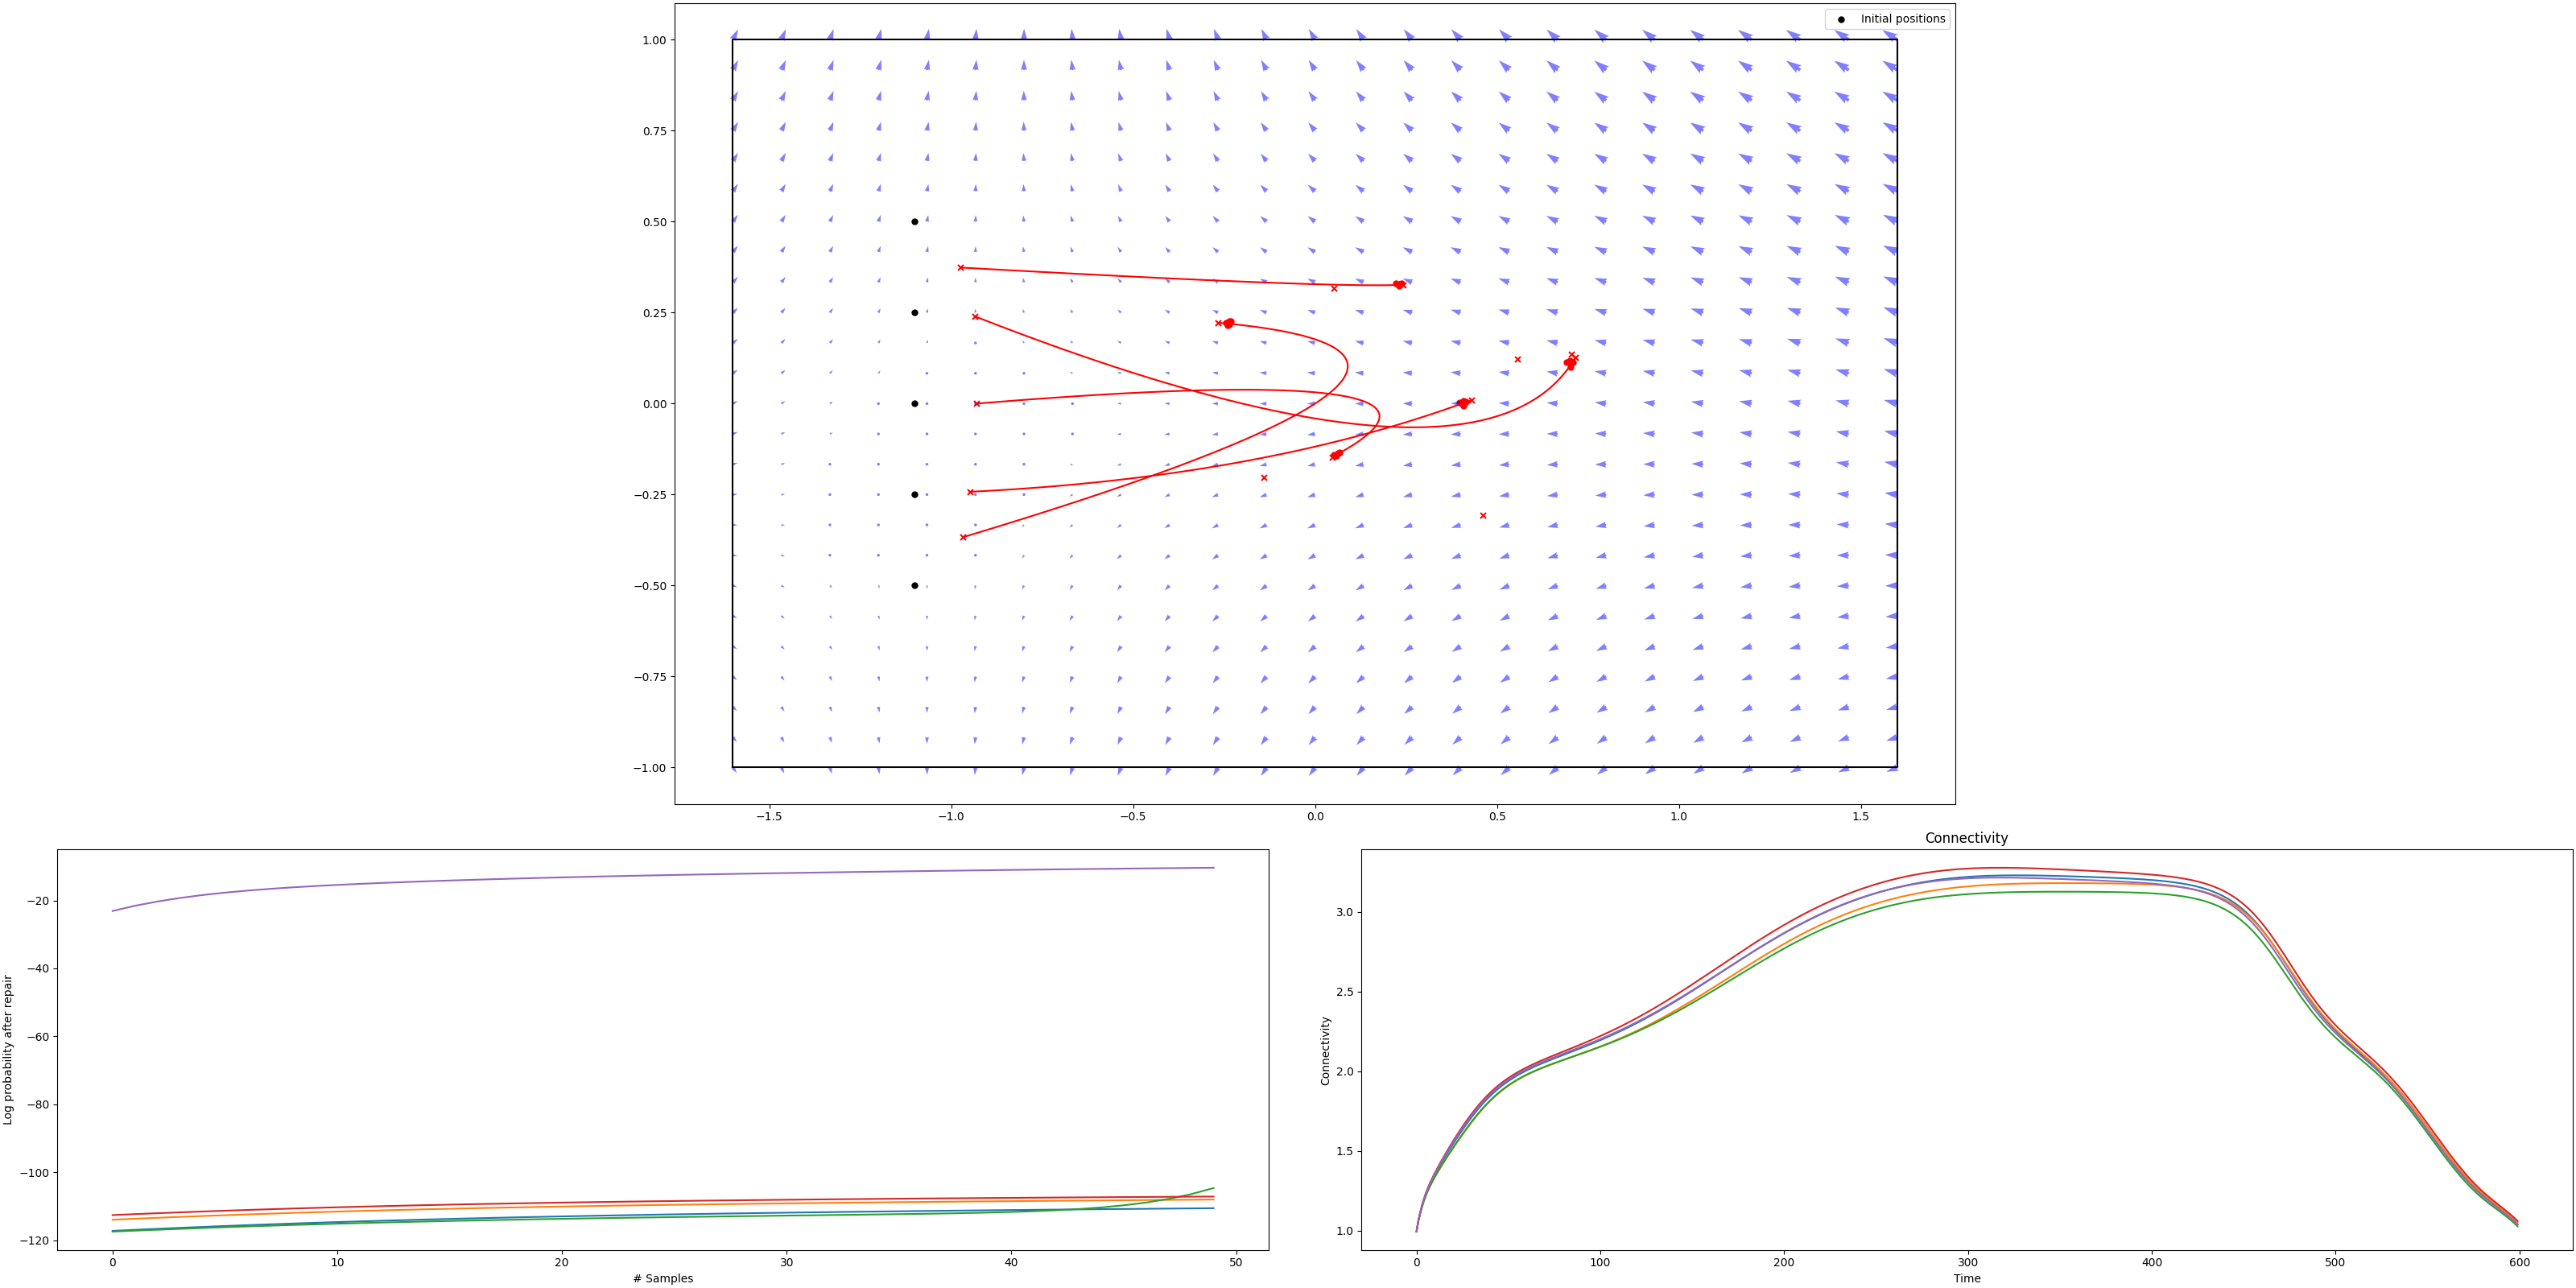 Initial positions
1.00
0.75
0.50
0.25
0.00
−0.25
−0.50
−0.75
−1.00
−1.5 −1.0 −0.5 0.0 0.5 1.0 1.5
Log probability after repair
−20
−40
−60
−80
−100
−120
0 10 20 30 40 50
# Samples
Connectivity
Connectivity
3.0
2.5
2.0
1.5
1.0
0 100 200 300 400 500 600
Time